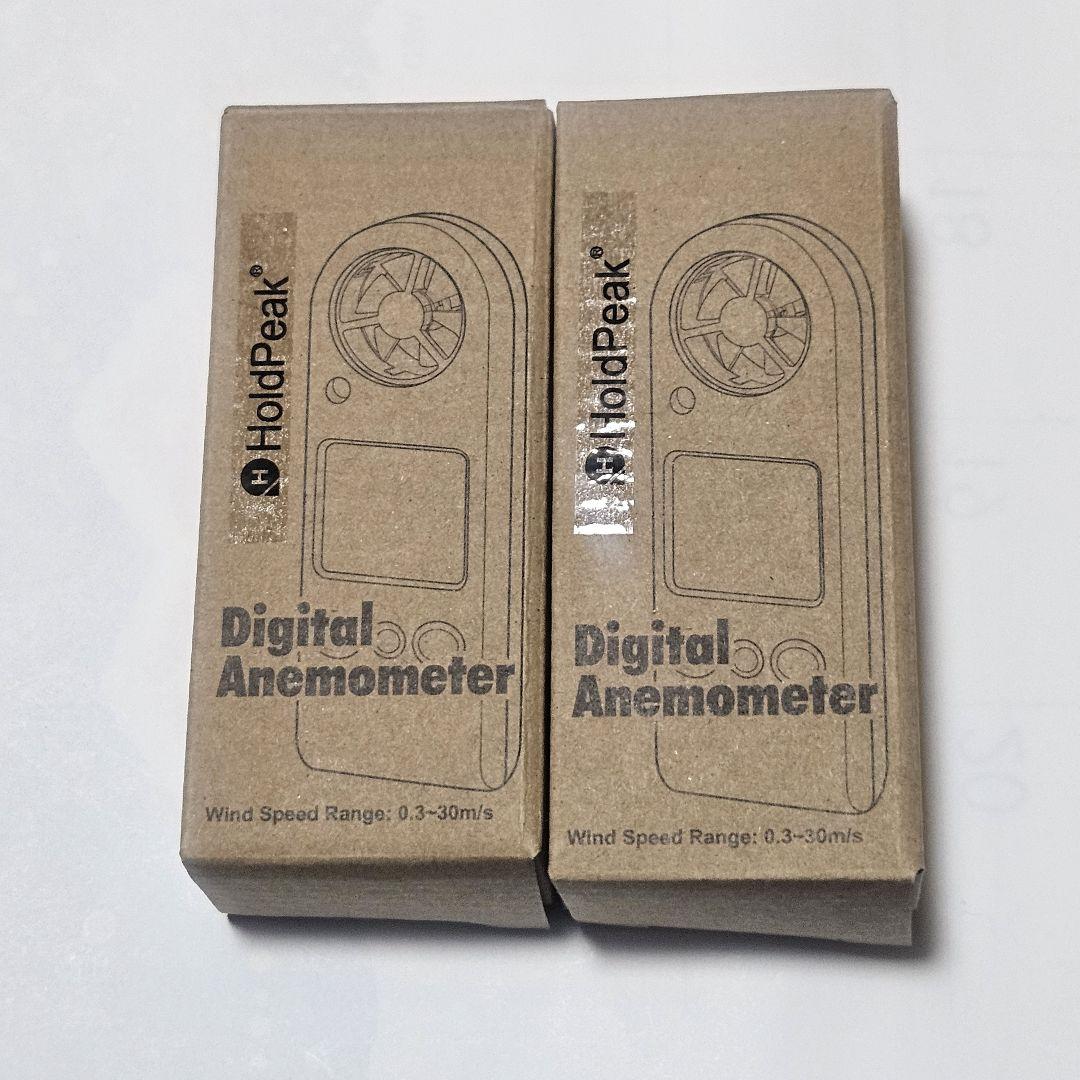 HoldPeak®
Digital
Anemometer
Wind Speed Range: 0.3~30m/s
HoldPeak®
Digital
Anemometer
Wind Speed Range: 0.3~30m/s